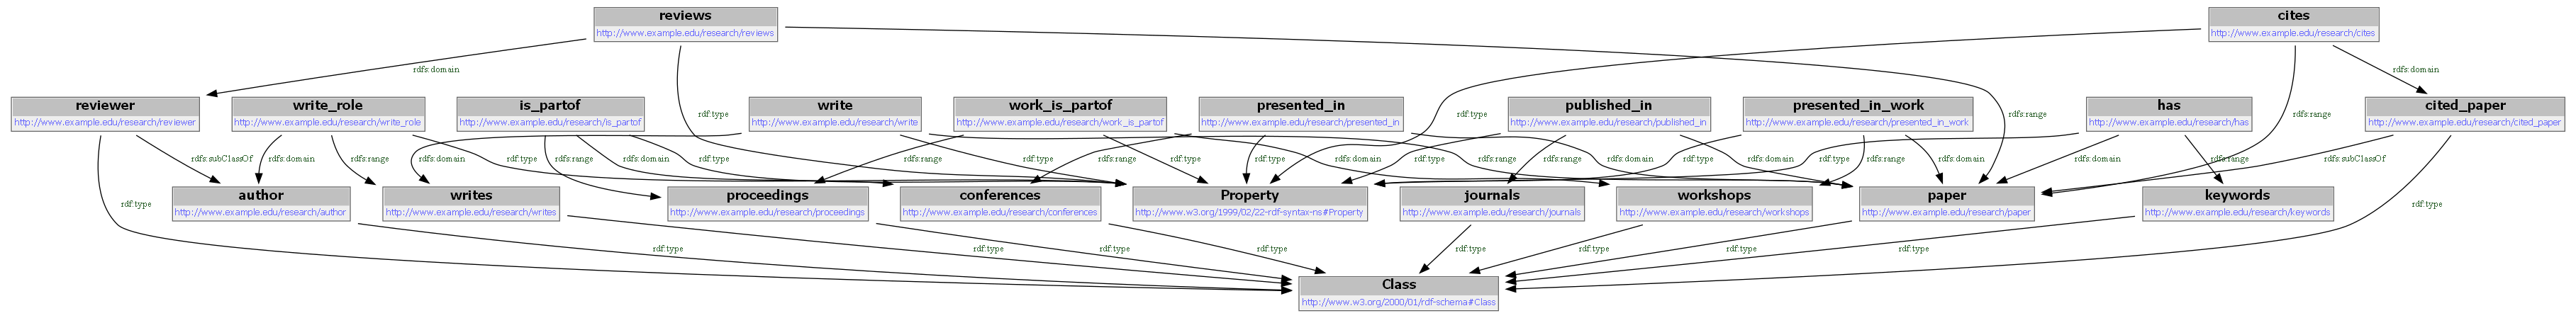 reviews
http://www.example.edu/research/reviews
cites
http://www.example.edu/research/cites
rdfs:domain
rdfs:domain
reviewer
http://www.example.edu/research/reviewer
write_role
http://www.example.edu/research/write_role
is_partof
http://www.example.edu/research/is_partof
rdf:type
write
http://www.example.edu/research/write
work_is_partof
http://www.example.edu/research/work_is_partof
presented_in
http://www.example.edu/research/presented_in
rdf:type
published_in
http://www.example.edu/research/published_in
presented_in_work
http://www.example.edu/research/presented_in_work
rdfs:range
has
http://www.example.edu/research/has
rdfs:range
cited_paper
http://www.example.edu/research/cited_paper
rdfs:subClassOf
rdfs:domain
rdfs:range
rdf:type
rdfs:range
rdfs:domain
rdf:type
rdfs:domain
rdf:type
rdfs:range
rdf:type
rdfs:range
rdf:type
rdfs:domain
rdfs:range
rdfs:domain
rdf:type
rdfs:range
rdfs:domain
rdf:type
rdfs:range
rdfs:domain
rdf:type
rdfs:domain
rdfs:range
rdfs:subClassOf
rdf:type
author
http://www.example.edu/research/author
writes
http://www.example.edu/research/writes
proceedings
http://www.example.edu/research/proceedings
conferences
http://www.example.edu/research/conferences
Property
http://www.w3.org/1999/02/22-rdf-syntax-ns#Property
journals
http://www.example.edu/research/journals
workshops
http://www.example.edu/research/workshops
paper
http://www.example.edu/research/paper
keywords
http://www.example.edu/research/keywords
rdf:type
rdf:type
rdf:type
rdf:type
rdf:type
rdf:type
rdf:type
rdf:type
rdf:type
rdf:type
Class
http://www.w3.org/2000/01/rdf-schema#Class